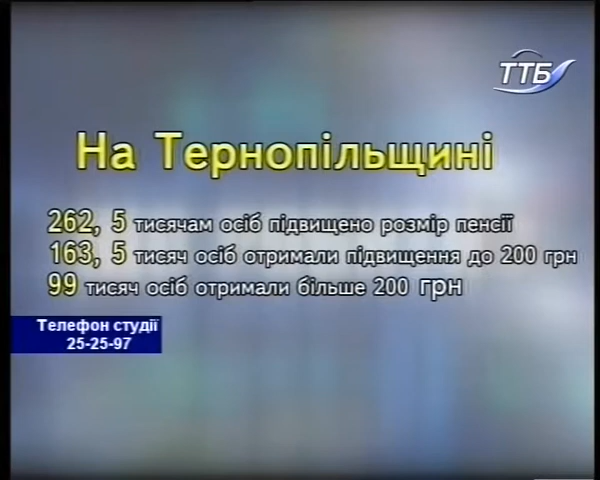 ТТБ
На Тернопільщині
262, 5 тисячам осіб підвищено розмір пенсії
163, 5 тисяч осіб отримали підвищення до 200 грн
99 тисяч осіб отримали більше 200 грн
Телефон студії
25-25-97